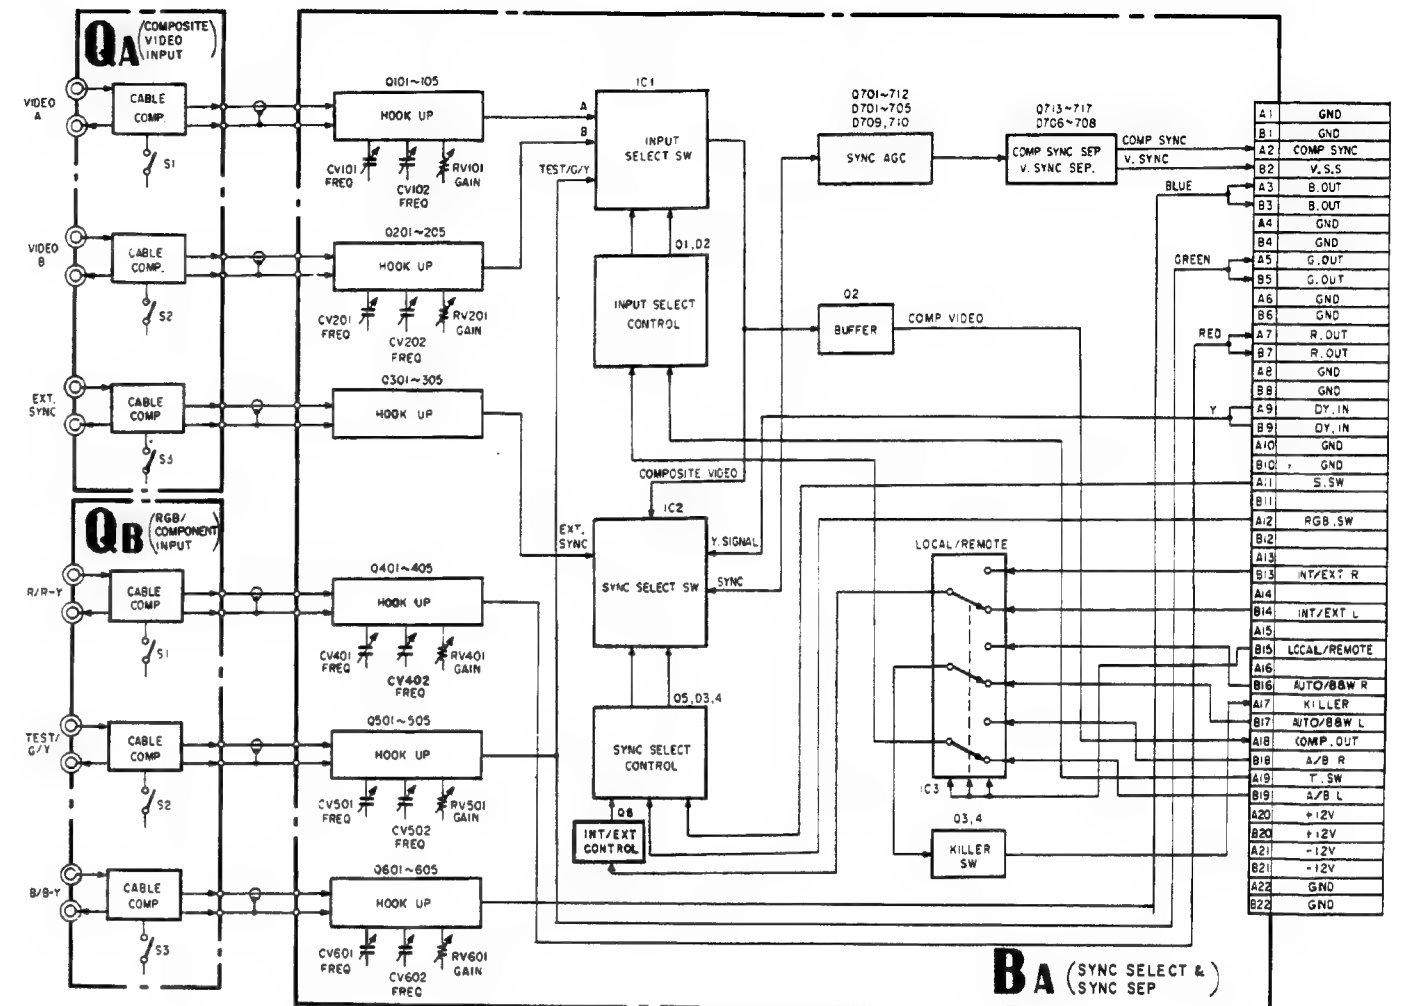 QA (COMPOSITE VIDEO INPUT)
VIDEO A
CABLE COMP.
S1
VIDEO B
CABLE COMP.
S2
EXT. SYNC
CABLE COMP
S3
QB (RGB/ COMPONENT INPUT)
R/R-Y
CABLE COMP
S1
TEST/ G/Y
CABLE COMP
S2
B/B-Y
CABLE COMP
S3
Q101~105
HOOK UP
CV101 FREQ
CV102 FREQ
RV101 GAIN
Q201~205
HOOK UP
CV201 FREQ
CV202 FREQ
RV201 GAIN
Q301~305
HOOK UP
Q401~405
HOOK UP
CV401 FREQ
CV402 FREQ
RV401 GAIN
Q501~505
HOOK UP
CV501 FREQ
CV502 FREQ
RV501 GAIN
Q601~605
HOOK UP
CV601 FREQ
CV602 FREQ
RV601 GAIN
A
B
TEST/G/Y
IC1
INPUT SELECT SW
Q1,D2
INPUT SELECT CONTROL
COMPOSITE VIDEO
IC2
EXT. SYNC
SYNC SELECT SW
Y.SIGNAL
SYNC
Q5,D3,4
SYNC SELECT CONTROL
Q8
INT/EXT CONTROL
Q701~712
D701~705
D709,710
SYNC AGC
Q713~717
D706~708
COMP SYNC SEP
V.SYNC SEP.
COMP SYNC
V.SYNC
Q2
BUFFER
COMP VIDEO
BLUE
GREEN
RED
Y
LOCAL/REMOTE
IC3
Q3,4
KILLER SW
A1 GND
B1 GND
A2 COMP SYNC
B2 V.S.S
A3 B.OUT
B3 B.OUT
A4 GND
B4 GND
A5 G.OUT
B5 G.OUT
A6 GND
B6 GND
A7 R.OUT
B7 R.OUT
A8 GND
B8 GND
A9 DY.IN
B9 DY.IN
A10 GND
B10 GND
A11 S.SW
B11
A12 RGB.SW
B12
A13
B13 INT/EXT R
A14
B14 INT/EXT L
A15
B15 LOCAL/REMOTE
A16
B16 AUTO/B&W R
A17 KILLER
B17 AUTO/B&W L
A18 COMP.OUT
B18 A/B R
A19 T.SW
B19 A/B L
A20 +12V
B20 +12V
A21 -12V
B21 -12V
A22 GND
B22 GND
BA (SYNC SELECT & SYNC SEP)